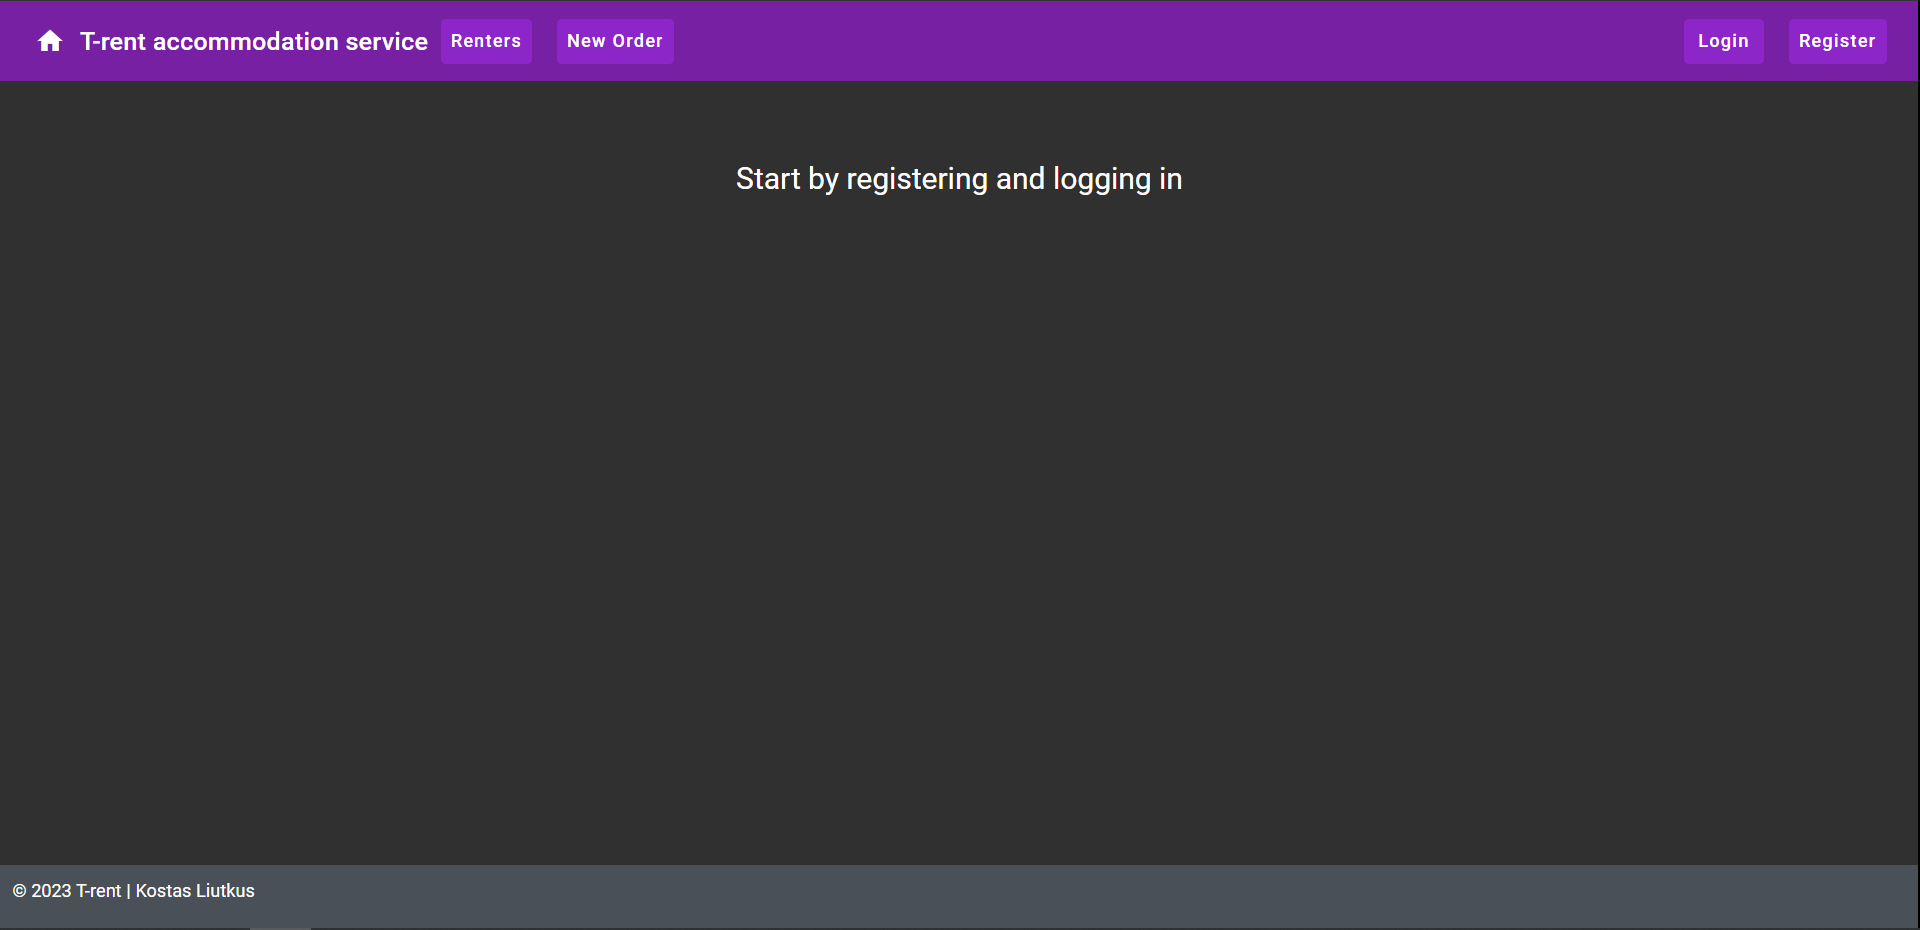 T-rent accommodation service Renters New Order Login Register
Start by registering and logging in
© 2023 T-rent | Kostas Liutkus